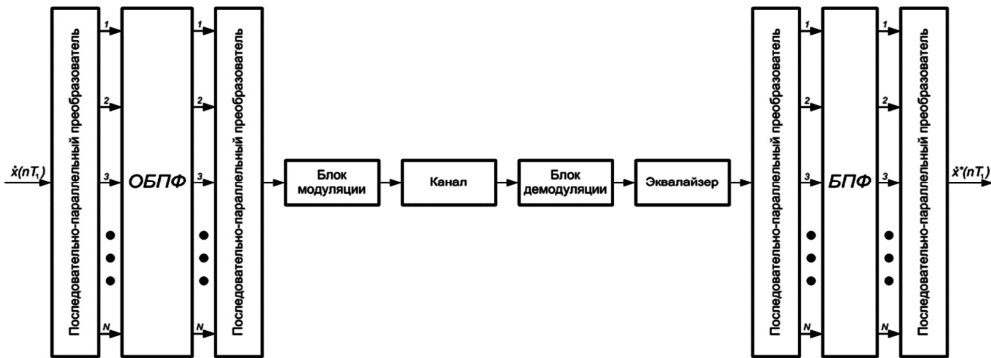 ẋ(nT₁)
Последовательно-параллельный преобразователь
1
2
3
N
ОБПФ
1
2
3
N
Последовательно-параллельный преобразователь
Блок
модуляции
Канал
Блок
демодуляции
Эквалайзер
Последовательно-параллельный преобразователь
1
2
3
N
БПФ
1
2
3
N
Последовательно-параллельный преобразователь
ẋ"(nT₁)